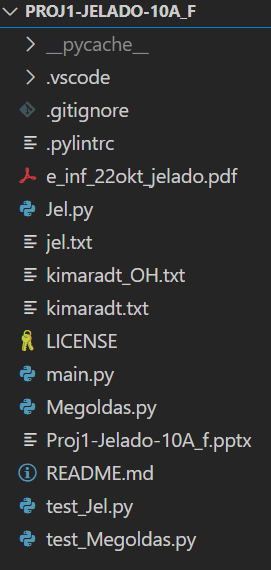 PROJ1-JELADO-10A_F
__pycache__
.vscode
.gitignore
.pylintrc
e_inf_22okt_jelado.pdf
Jel.py
jel.txt
kimaradt_OH.txt
kimaradt.txt
LICENSE
main.py
Megoldas.py
Proj1-Jelado-10A_f.pptx
README.md
test_Jel.py
test_Megoldas.py